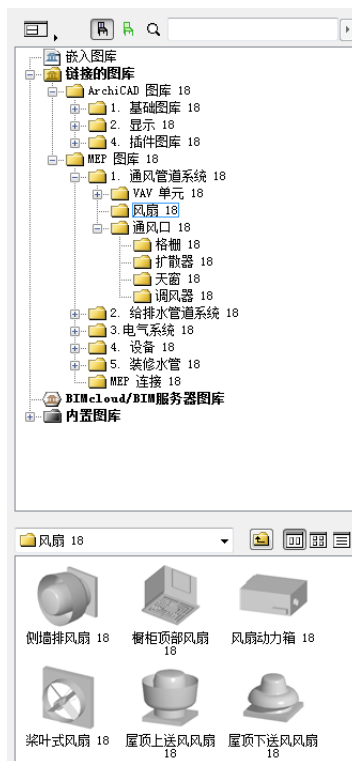 嵌入图库
链接的图库
ArchiCAD 图库 18
1. 基础图库 18
2. 显示 18
4. 插件图库 18
MEP 图库 18
1. 通风管道系统 18
VAV 单元 18
风扇 18
通风口 18
格栅 18
扩散器 18
天窗 18
调风器 18
2. 给排水管道系统 18
3.电气系统 18
4. 设备 18
5. 装修水管 18
MEP 连接 18
BIMcloud/BIM服务器图库
内置图库
风扇 18
侧墙排风扇 18
橱柜顶部风扇
18
风扇动力箱 18
桨叶式风扇 18
屋顶上送风风扇
18
屋顶下送风风扇
18